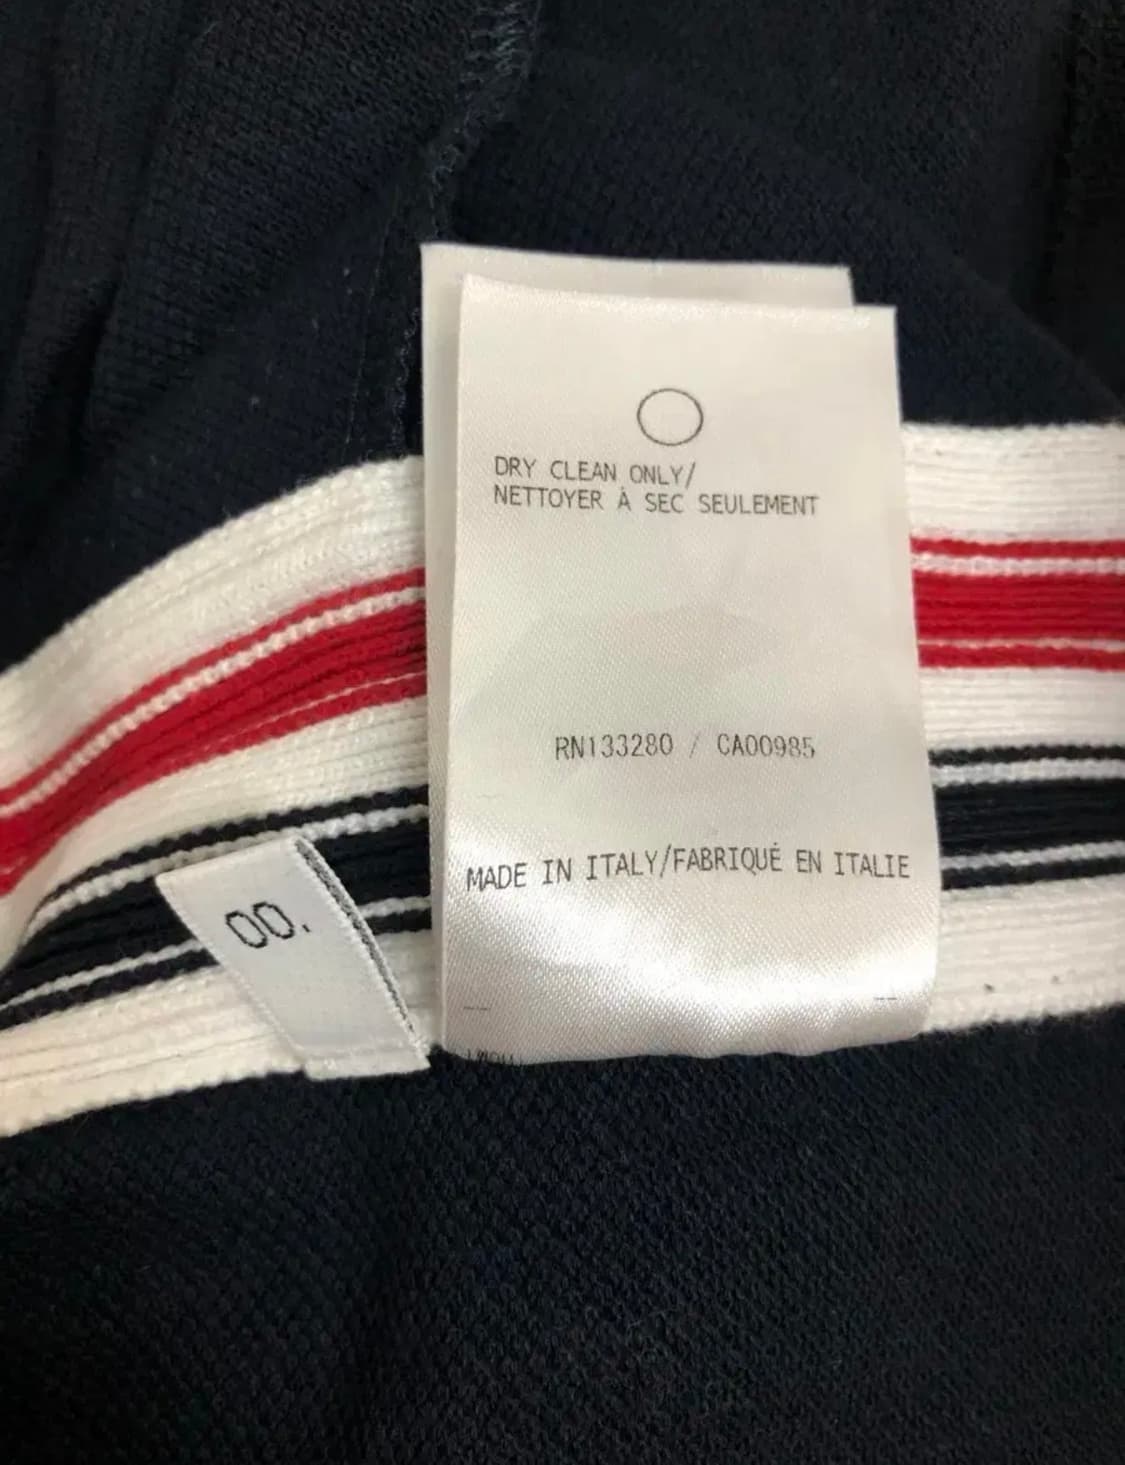 DRY CLEAN ONLY/
NETTOYER À SEC SEULEMENT
RN133280 / CA00985
MADE IN ITALY/FABRIQUÉ EN ITALIE
00.